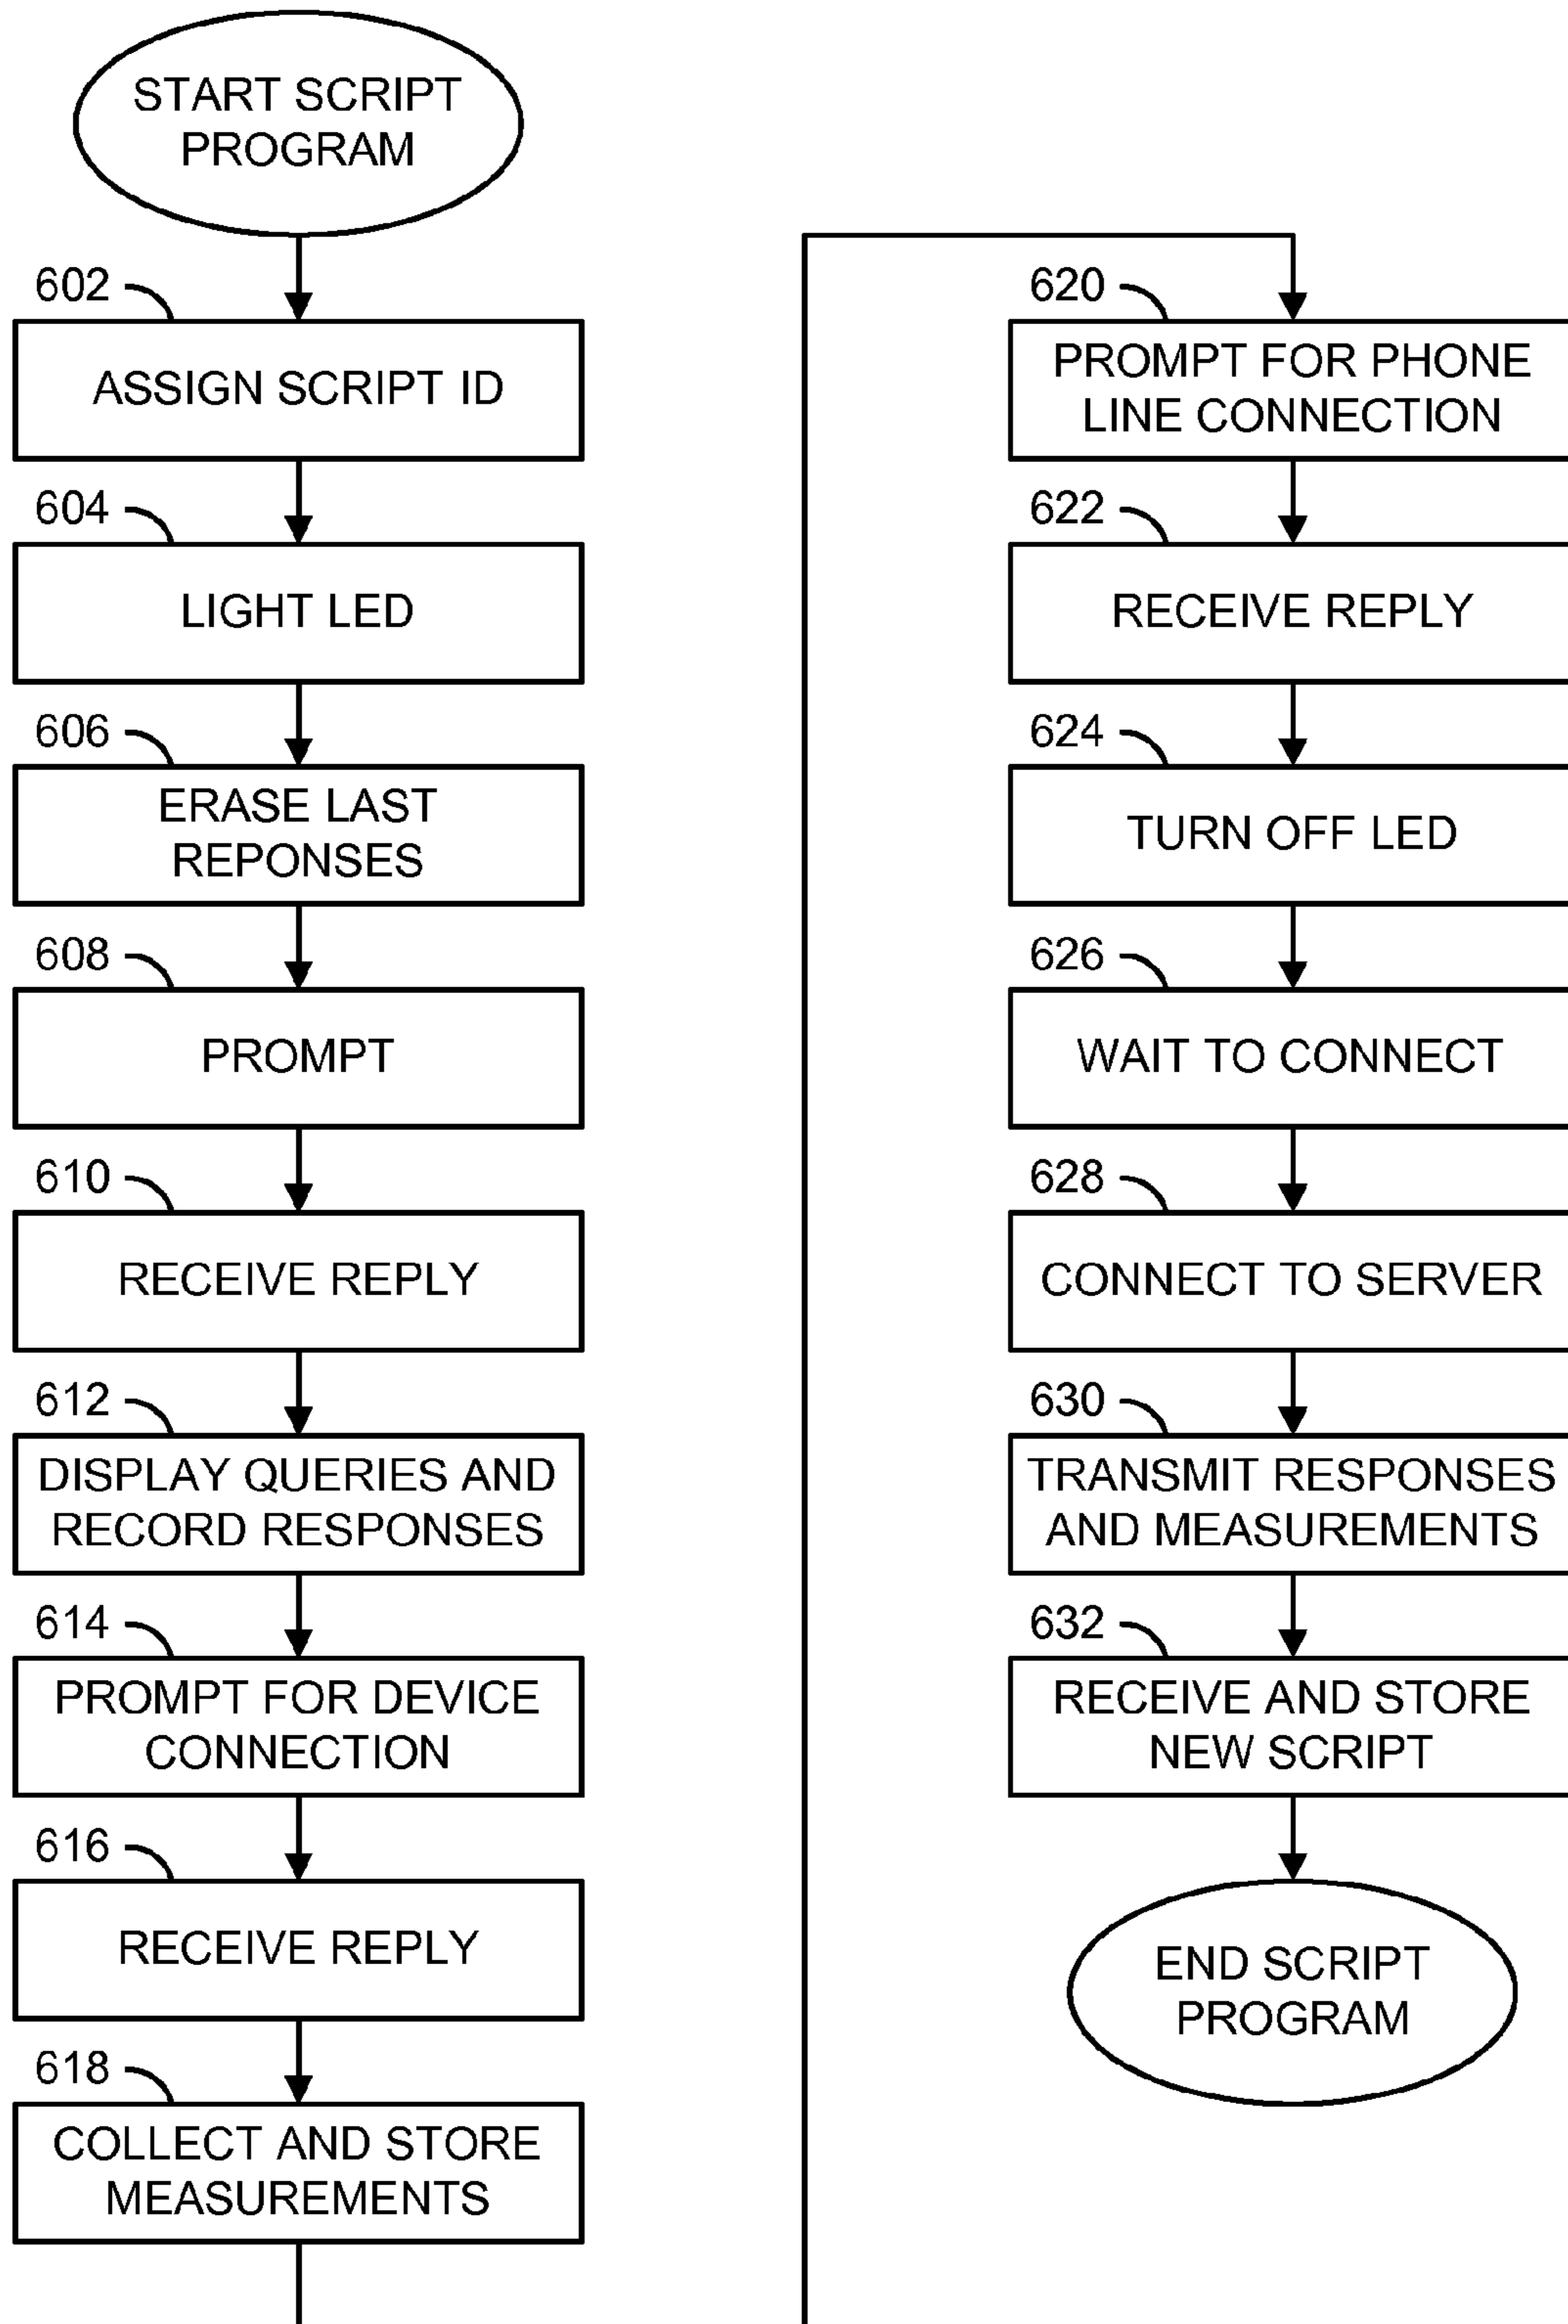 START SCRIPT
PROGRAM
602
ASSIGN SCRIPT ID
604
LIGHT LED
606
ERASE LAST
REPONSES
608
PROMPT
610
RECEIVE REPLY
612
DISPLAY QUERIES AND
RECORD RESPONSES
614
PROMPT FOR DEVICE
CONNECTION
616
RECEIVE REPLY
618
COLLECT AND STORE
MEASUREMENTS
620
PROMPT FOR PHONE
LINE CONNECTION
622
RECEIVE REPLY
624
TURN OFF LED
626
WAIT TO CONNECT
628
CONNECT TO SERVER
630
TRANSMIT RESPONSES
AND MEASUREMENTS
632
RECEIVE AND STORE
NEW SCRIPT
END SCRIPT
PROGRAM